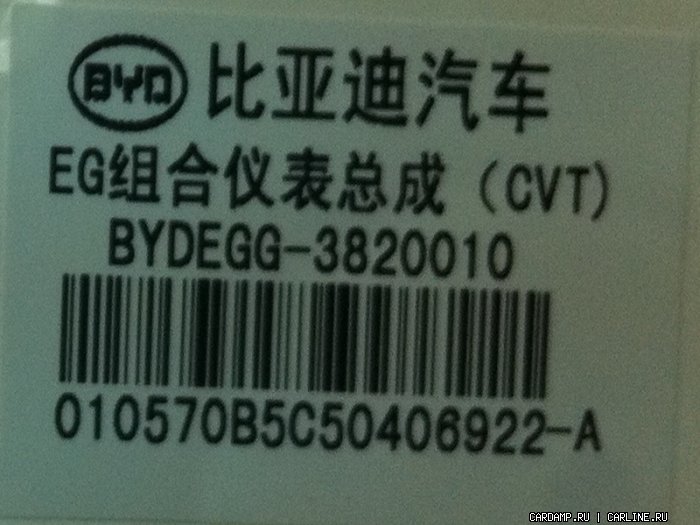 BYD 比亚迪汽车
EG组合仪表总成（CVT)
BYDEGG-3820010
010570B5C50406922-A
CARDAMP.RU | CARLINE.RU